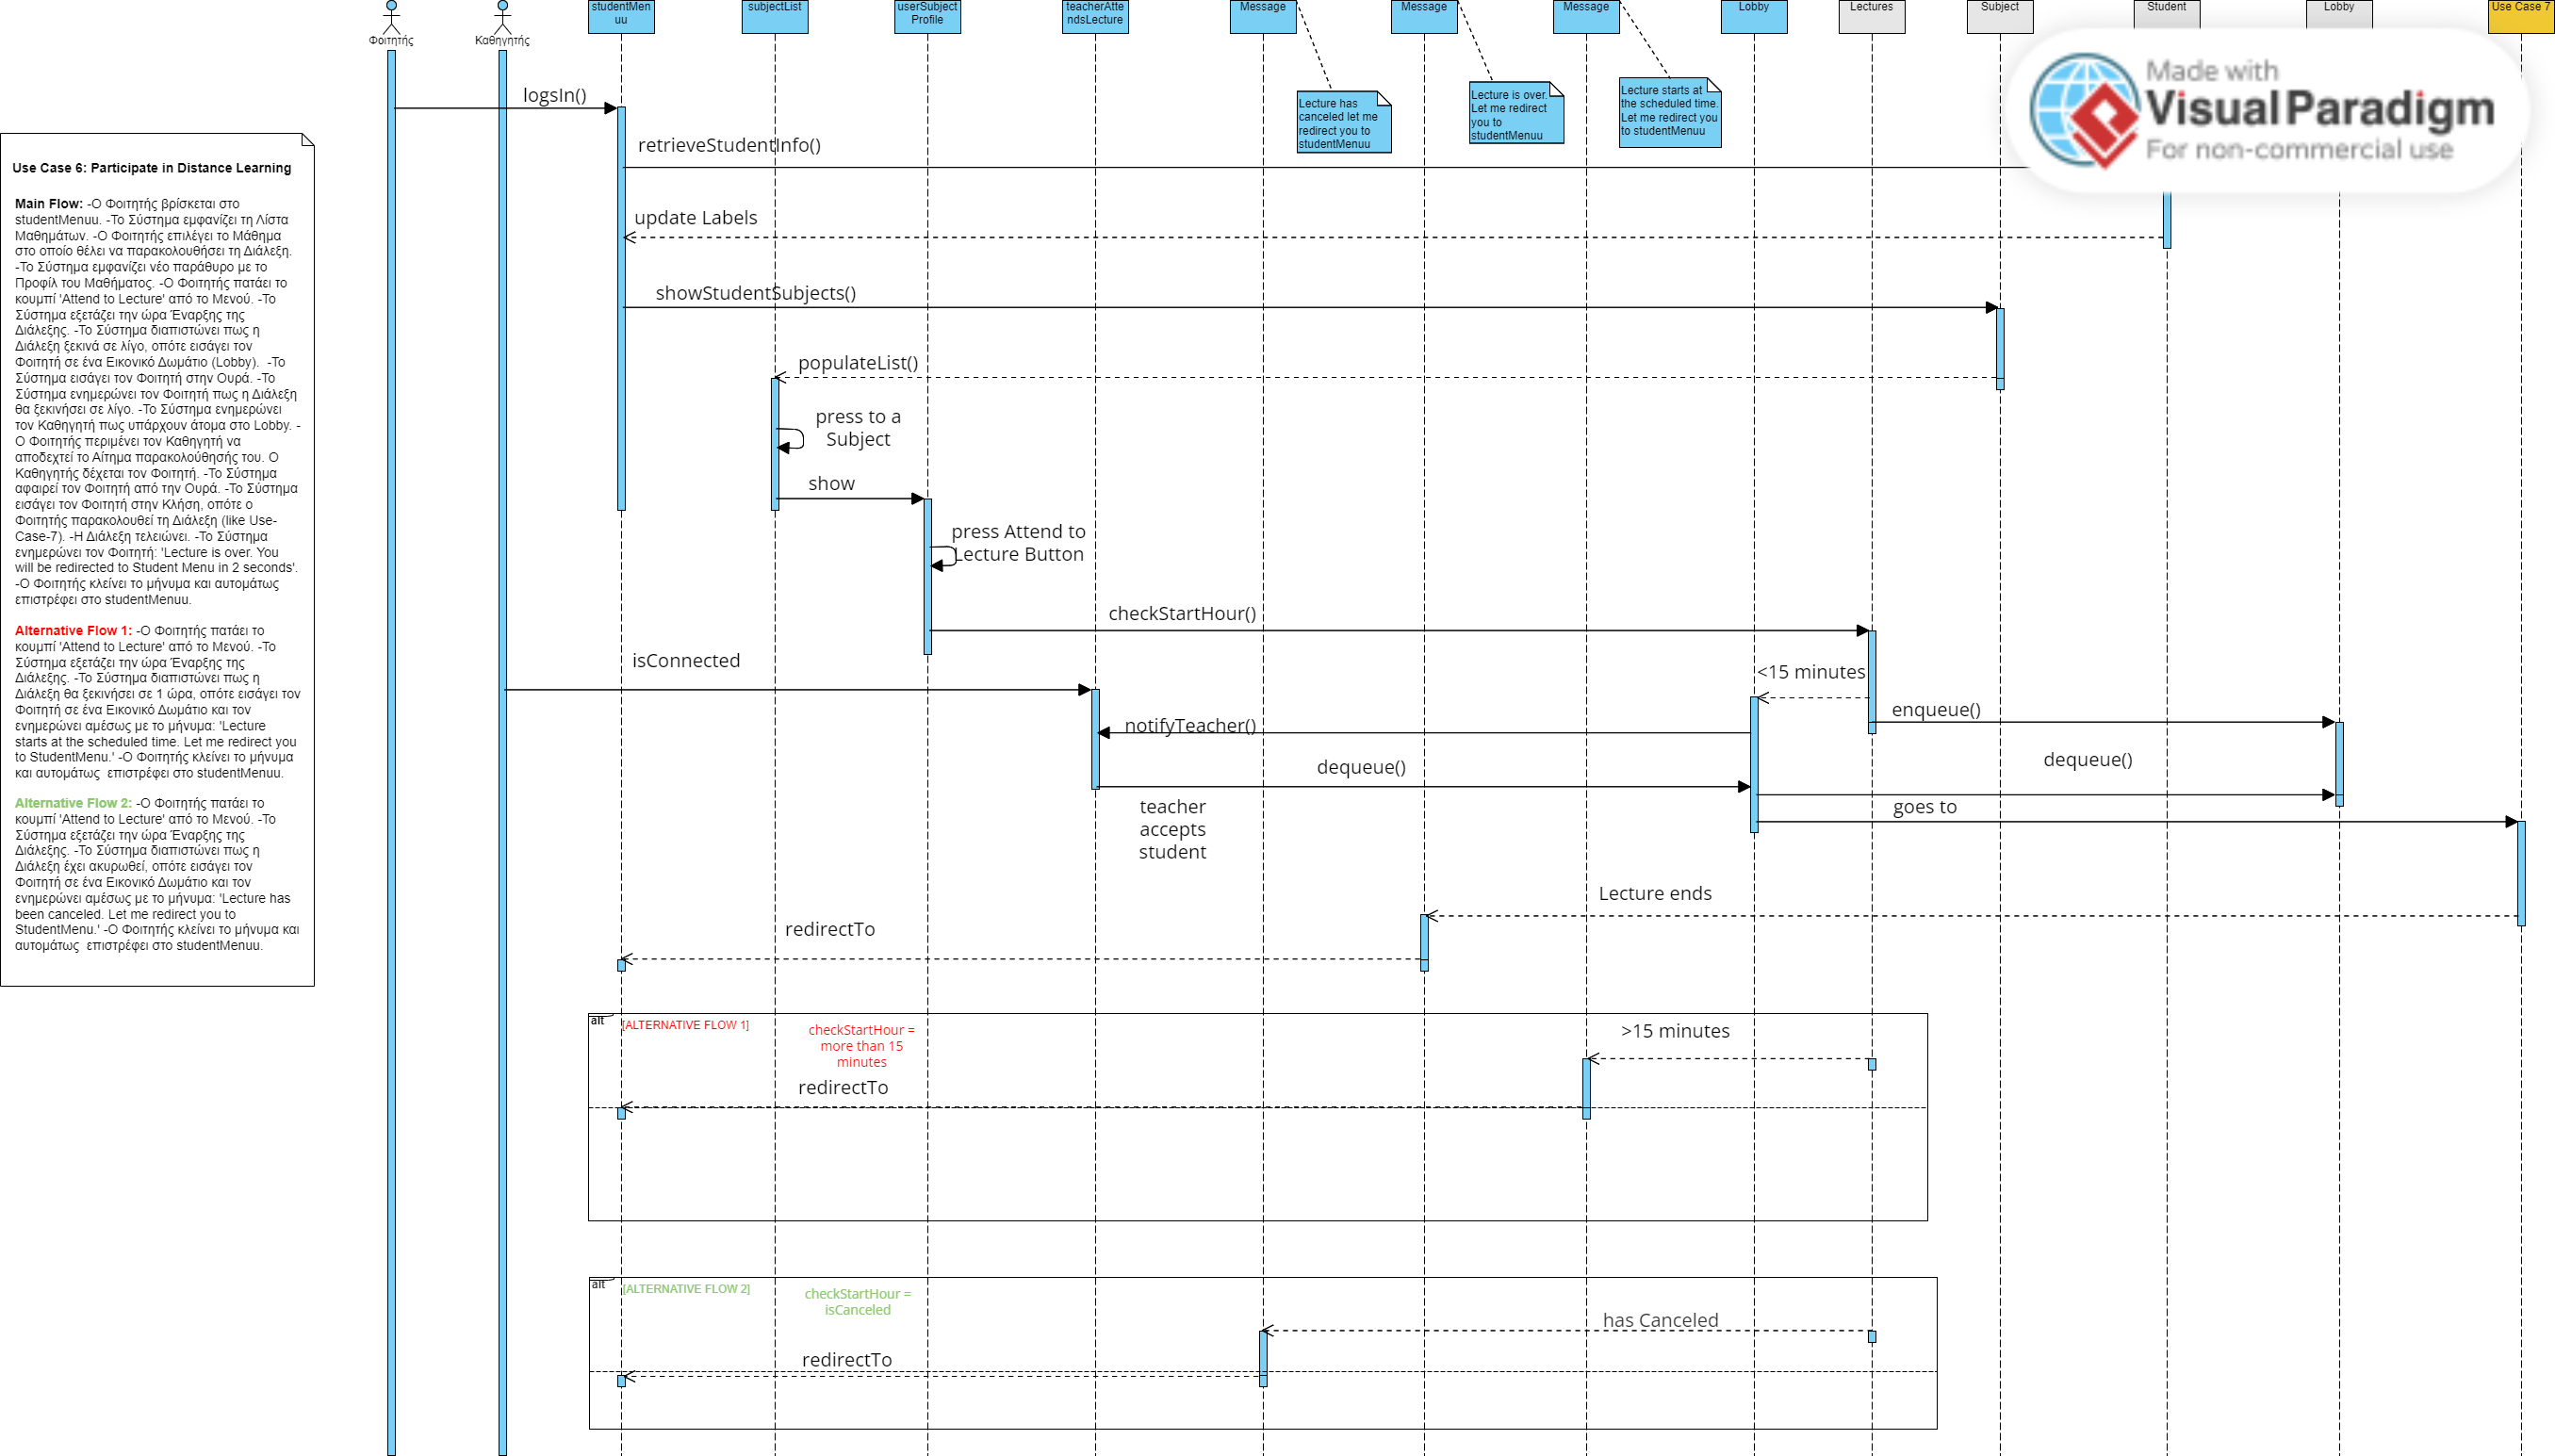 Φοιτητής
Καθηγητής
studentMen
uu
subjectList
userSubject
Profile
teacherAtte
ndsLecture
Message
Message
Message
Lobby
Lectures
Subject
Student
Lobby
Use Case 7
Made with
Visual Paradigm
For non-commercial use
Lecture has
canceled let me
redirect you to
studentMenuu
Lecture is over.
Let me redirect
you to
studentMenuu
Lecture starts at
the scheduled time.
Let me redirect you
to studentMenuu
Use Case 6: Participate in Distance Learning
Main Flow: -Ο Φοιτητής βρίσκεται στο
studentMenuu. -Το Σύστημα εμφανίζει τη Λίστα
Μαθημάτων. -Ο Φοιτητής επιλέγει το Μάθημα
στο οποίο θέλει να παρακολουθήσει τη Διάλεξη.
-Το Σύστημα εμφανίζει νέο παράθυρο με το
Προφίλ του Μαθήματος. -Ο Φοιτητής πατάει το
κουμπί 'Attend to Lecture' από το Μενού. -Το
Σύστημα εξετάζει την ώρα Έναρξης της
Διάλεξης. -Το Σύστημα διαπιστώνει πως η
Διάλεξη ξεκινά σε λίγο, οπότε εισάγει τον
Φοιτητή σε ένα Εικονικό Δωμάτιο (Lobby). -Το
Σύστημα εισάγει τον Φοιτητή στην Ουρά. -Το
Σύστημα ενημερώνει τον Φοιτητή πως η Διάλεξη
θα ξεκινήσει σε λίγο. -Το Σύστημα ενημερώνει
τον Καθηγητή πως υπάρχουν άτομα στο Lobby. -
Ο Φοιτητής περιμένει τον Καθηγητή να
αποδεχτεί το Αίτημα παρακολούθησής του. Ο
Καθηγητής δέχεται τον Φοιτητή. -Το Σύστημα
αφαιρεί τον Φοιτητή από την Ουρά. -Το Σύστημα
εισάγει τον Φοιτητή στην Κλήση, οπότε ο
Φοιτητής παρακολουθεί τη Διάλεξη (like Use-
Case-7). -Η Διάλεξη τελειώνει. -Το Σύστημα
ενημερώνει τον Φοιτητή: 'Lecture is over. You
will be redirected to Student Menu in 2 seconds'.
-Ο Φοιτητής κλείνει το μήνυμα και αυτομάτως
επιστρέφει στο studentMenuu.
Alternative Flow 1: -Ο Φοιτητής πατάει το
κουμπί 'Attend to Lecture' από το Μενού. -Το
Σύστημα εξετάζει την ώρα Έναρξης της
Διάλεξης. -Το Σύστημα διαπιστώνει πως η
Διάλεξη θα ξεκινήσει σε 1 ώρα, οπότε εισάγει τον
Φοιτητή σε ένα Εικονικό Δωμάτιο και τον
ενημερώνει αμέσως με το μήνυμα: 'Lecture
starts at the scheduled time. Let me redirect you
to StudentMenu.' -Ο Φοιτητής κλείνει το μήνυμα
και αυτομάτως επιστρέφει στο studentMenuu.
Alternative Flow 2: -Ο Φοιτητής πατάει το
κουμπί 'Attend to Lecture' από το Μενού. -Το
Σύστημα εξετάζει την ώρα Έναρξης της
Διάλεξης. -Το Σύστημα διαπιστώνει πως η
Διάλεξη έχει ακυρωθεί, οπότε εισάγει τον
Φοιτητή σε ένα Εικονικό Δωμάτιο και τον
ενημερώνει αμέσως με το μήνυμα: 'Lecture has
been canceled. Let me redirect you to
StudentMenu.' -Ο Φοιτητής κλείνει το μήνυμα και
αυτομάτως επιστρέφει στο studentMenuu.
logsIn()
retrieveStudentInfo()
update Labels
showStudentSubjects()
populateList()
press to a
Subject
show
press Attend to
Lecture Button
checkStartHour()
isConnected
<15 minutes
enqueue()
notifyTeacher()
dequeue()
dequeue()
teacher
accepts
student
goes to
Lecture ends
redirectTo
alt
[ALTERNATIVE FLOW 1]
checkStartHour =
more than 15
minutes
>15 minutes
redirectTo
alt
[ALTERNATIVE FLOW 2]
checkStartHour =
isCanceled
has Canceled
redirectTo